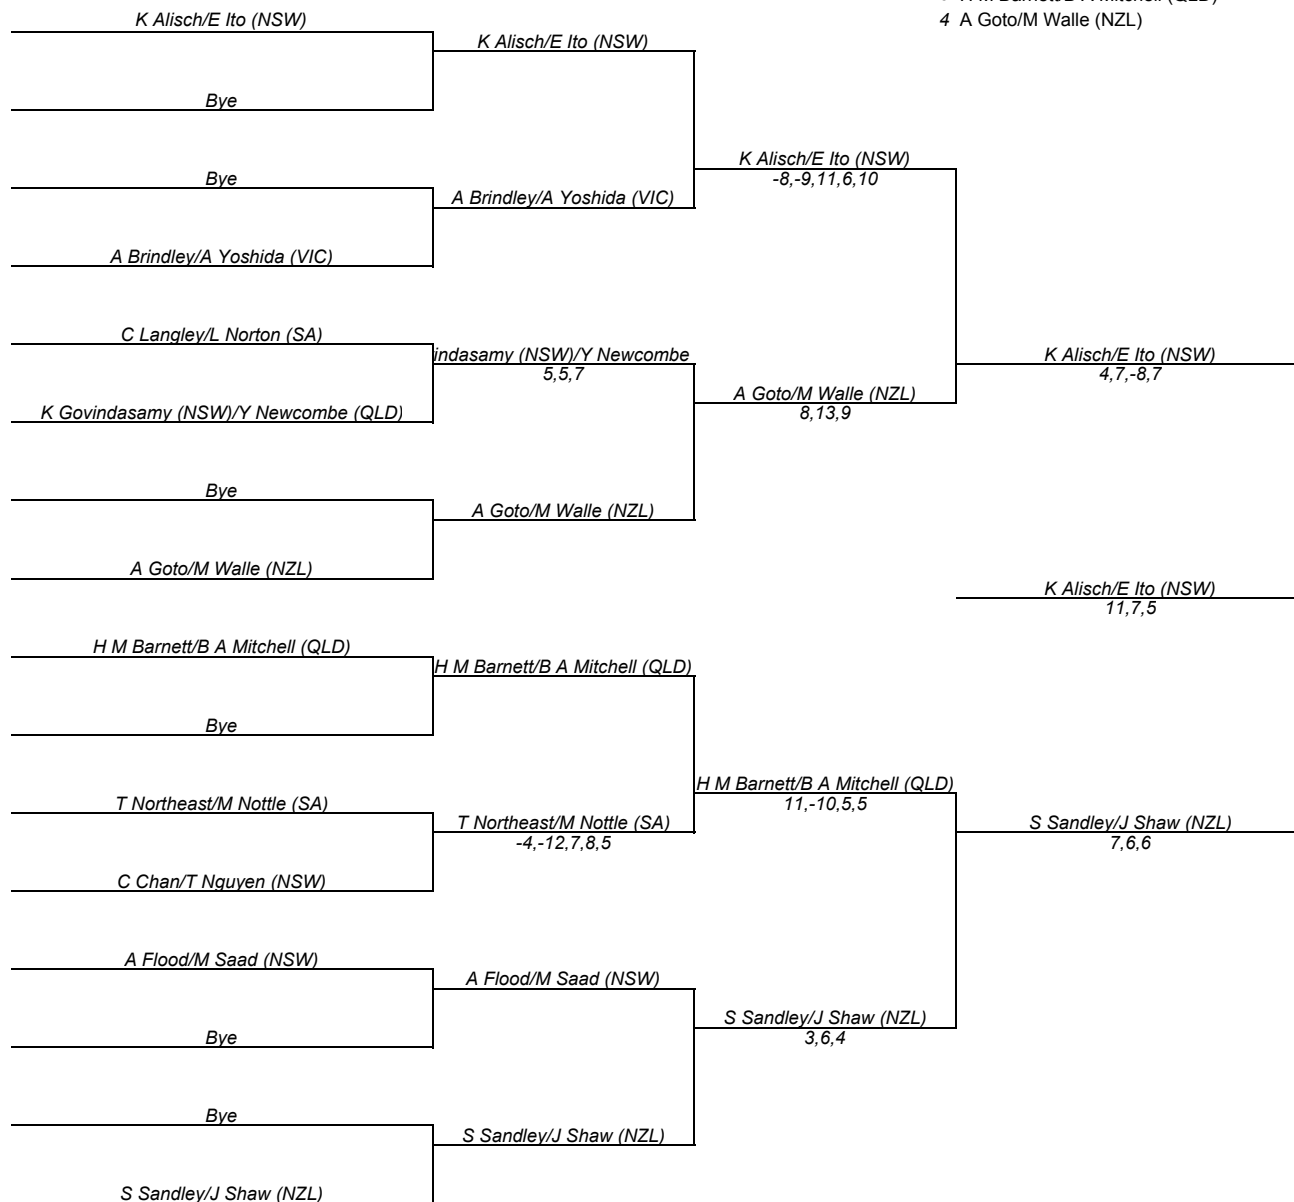 H M Barnett/B A Mitchell (QLD)
4 A Goto/M Walle (NZL)
K Alisch/E Ito (NSW)
K Alisch/E Ito (NSW)
Bye
K Alisch/E Ito (NSW)
-8,-9,11,6,10
Bye
A Brindley/A Yoshida (VIC)
A Brindley/A Yoshida (VIC)
C Langley/L Norton (SA)
indasamy (NSW)/Y Newcombe
5,5,7
K Alisch/E Ito (NSW)
4,7,-8,7
A Goto/M Walle (NZL)
8,13,9
K Govindasamy (NSW)/Y Newcombe (QLD)
Bye
A Goto/M Walle (NZL)
A Goto/M Walle (NZL)
K Alisch/E Ito (NSW)
11,7,5
H M Barnett/B A Mitchell (QLD)
H M Barnett/B A Mitchell (QLD)
Bye
H M Barnett/B A Mitchell (QLD)
11,-10,5,5
T Northeast/M Nottle (SA)
T Northeast/M Nottle (SA)
-4,-12,7,8,5
S Sandley/J Shaw (NZL)
7,6,6
C Chan/T Nguyen (NSW)
A Flood/M Saad (NSW)
A Flood/M Saad (NSW)
S Sandley/J Shaw (NZL)
3,6,4
Bye
Bye
S Sandley/J Shaw (NZL)
S Sandley/J Shaw (NZL)